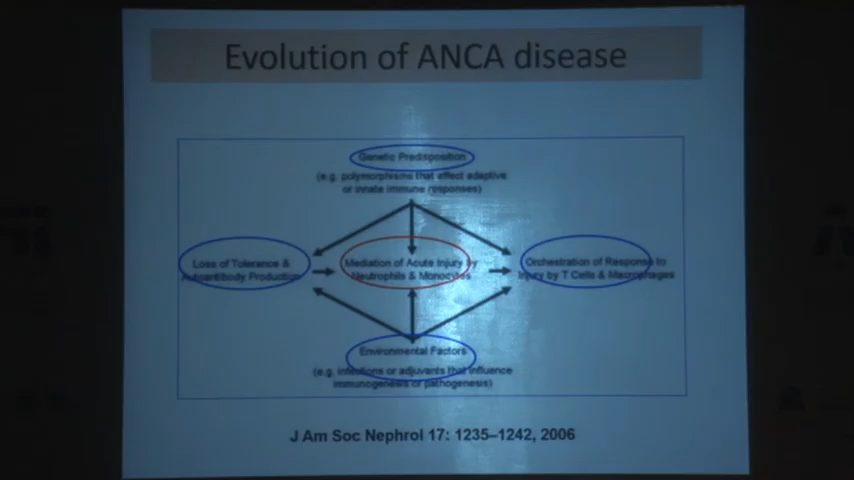 Evolution of ANCA disease
Genetic Predisposition
(e.g. polymorphisms that effect adaptive
or innate immune responses)
Loss of Tolerance &
Autoantibody Production
Mediation of Acute Injury by
Neutrophils & Monocytes
Orchestration of Response to
Injury by T Cells & Macrophages
Environmental Factors
(e.g. infections or adjuvants that influence
immunogenesis or pathogenesis)
J Am Soc Nephrol 17: 1235–1242, 2006